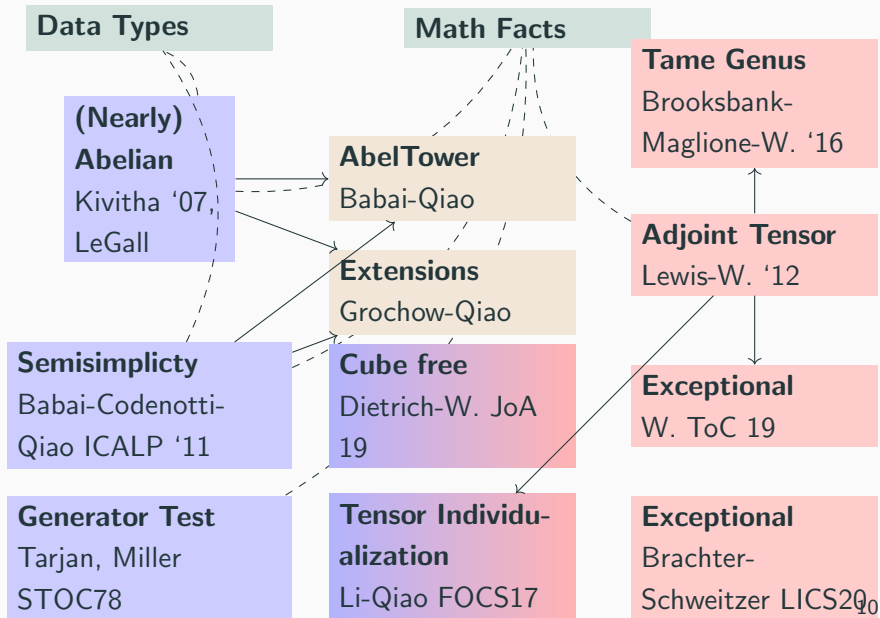 Data Types
Math Facts
(Nearly)
Abelian
Kivitha ‘07,
LeGall
Semisimplicty
Babai-Codenotti-
Qiao ICALP ‘11
Generator Test
Tarjan, Miller
STOC78
AbelTower
Babai-Qiao
Extensions
Grochow-Qiao
Cube free
Dietrich-W. JoA
19
Tensor Individu-
alization
Li-Qiao FOCS17
Tame Genus
Brooksbank-
Maglione-W. ‘16
Adjoint Tensor
Lewis-W. ‘12
Exceptional
W. ToC 19
Exceptional
Brachter-
Schweitzer LICS20
10